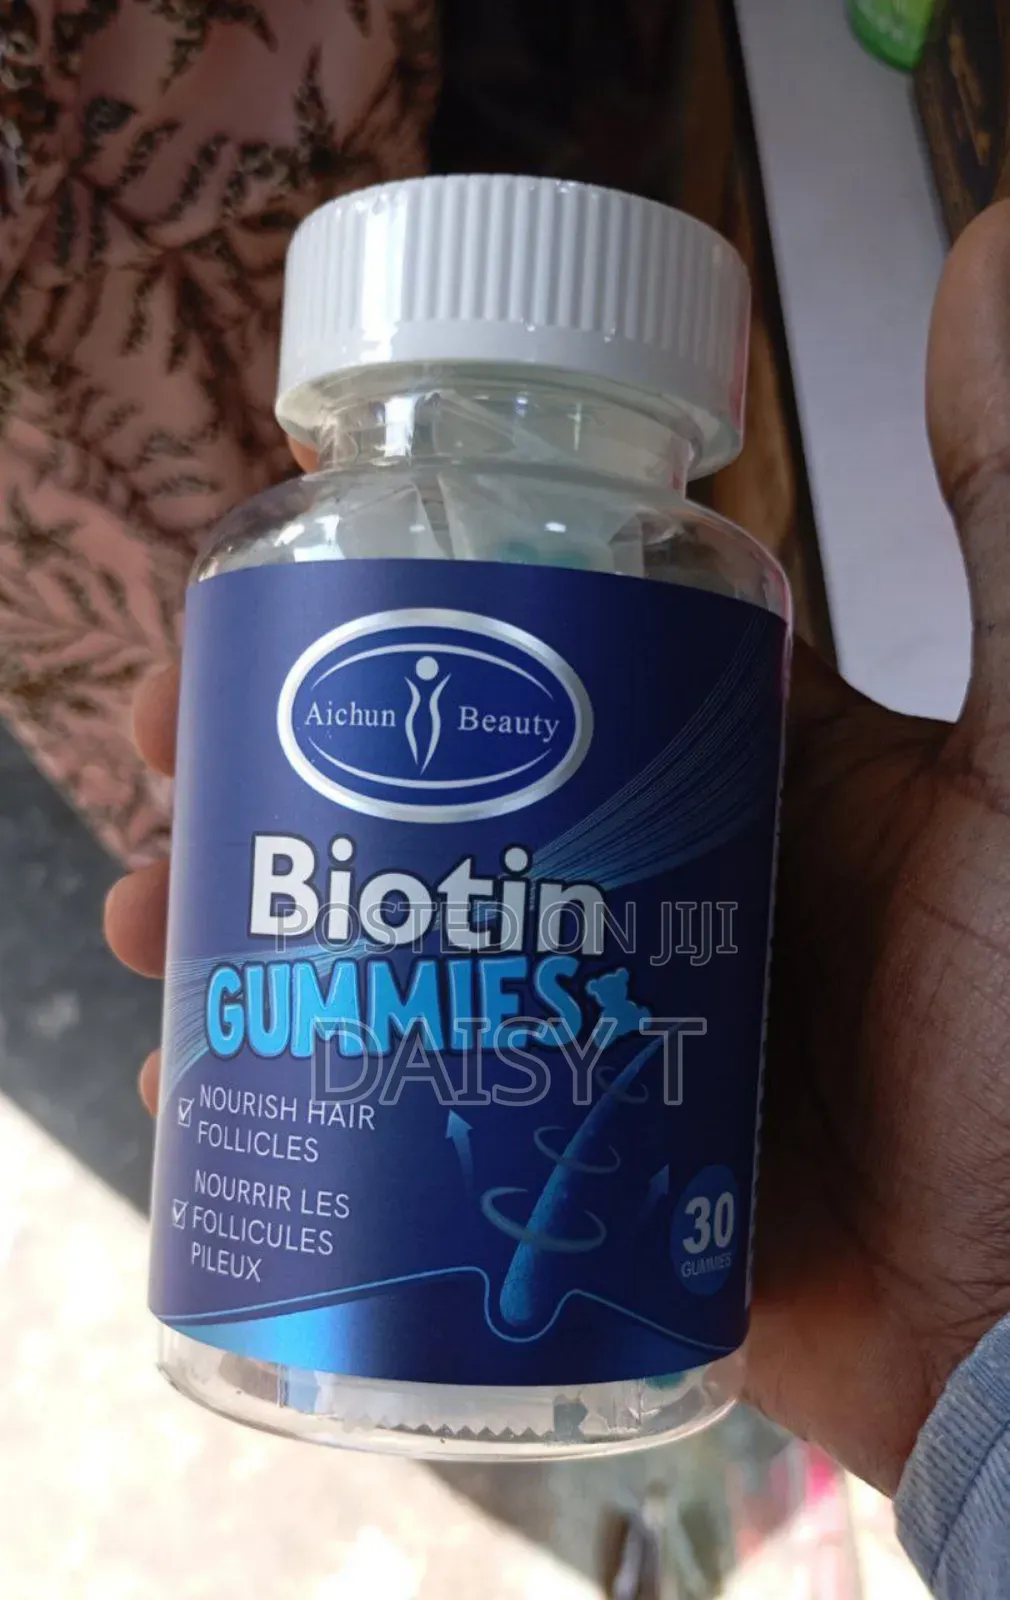 Aichun Beauty
Biotin
POSTED ON JIJI
GUMMIES
DAISY T
NOURISH HAIR
FOLLICLES
NOURRIR LES
FOLLICULES
PILEUX
30
GUMMIES